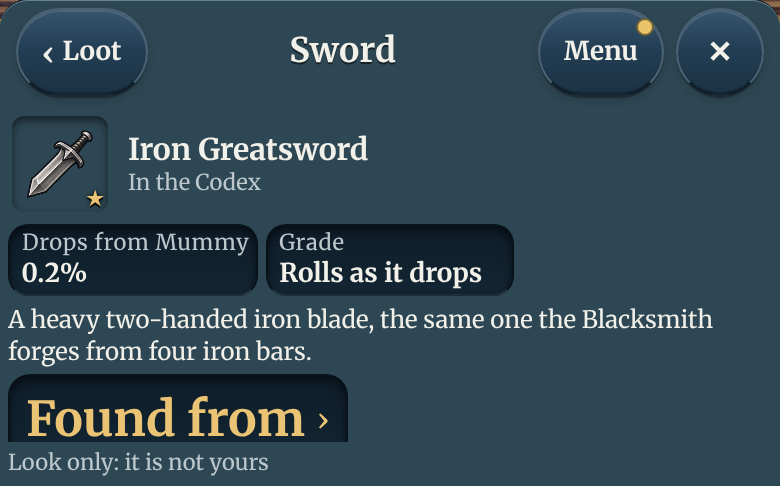 ‹ Loot
Sword
Menu
✕
Iron Greatsword
In the Codex
Drops from Mummy
0.2%
Grade
Rolls as it drops
A heavy two-handed iron blade, the same one the Blacksmith
forges from four iron bars.
Found from ›
Look only: it is not yours